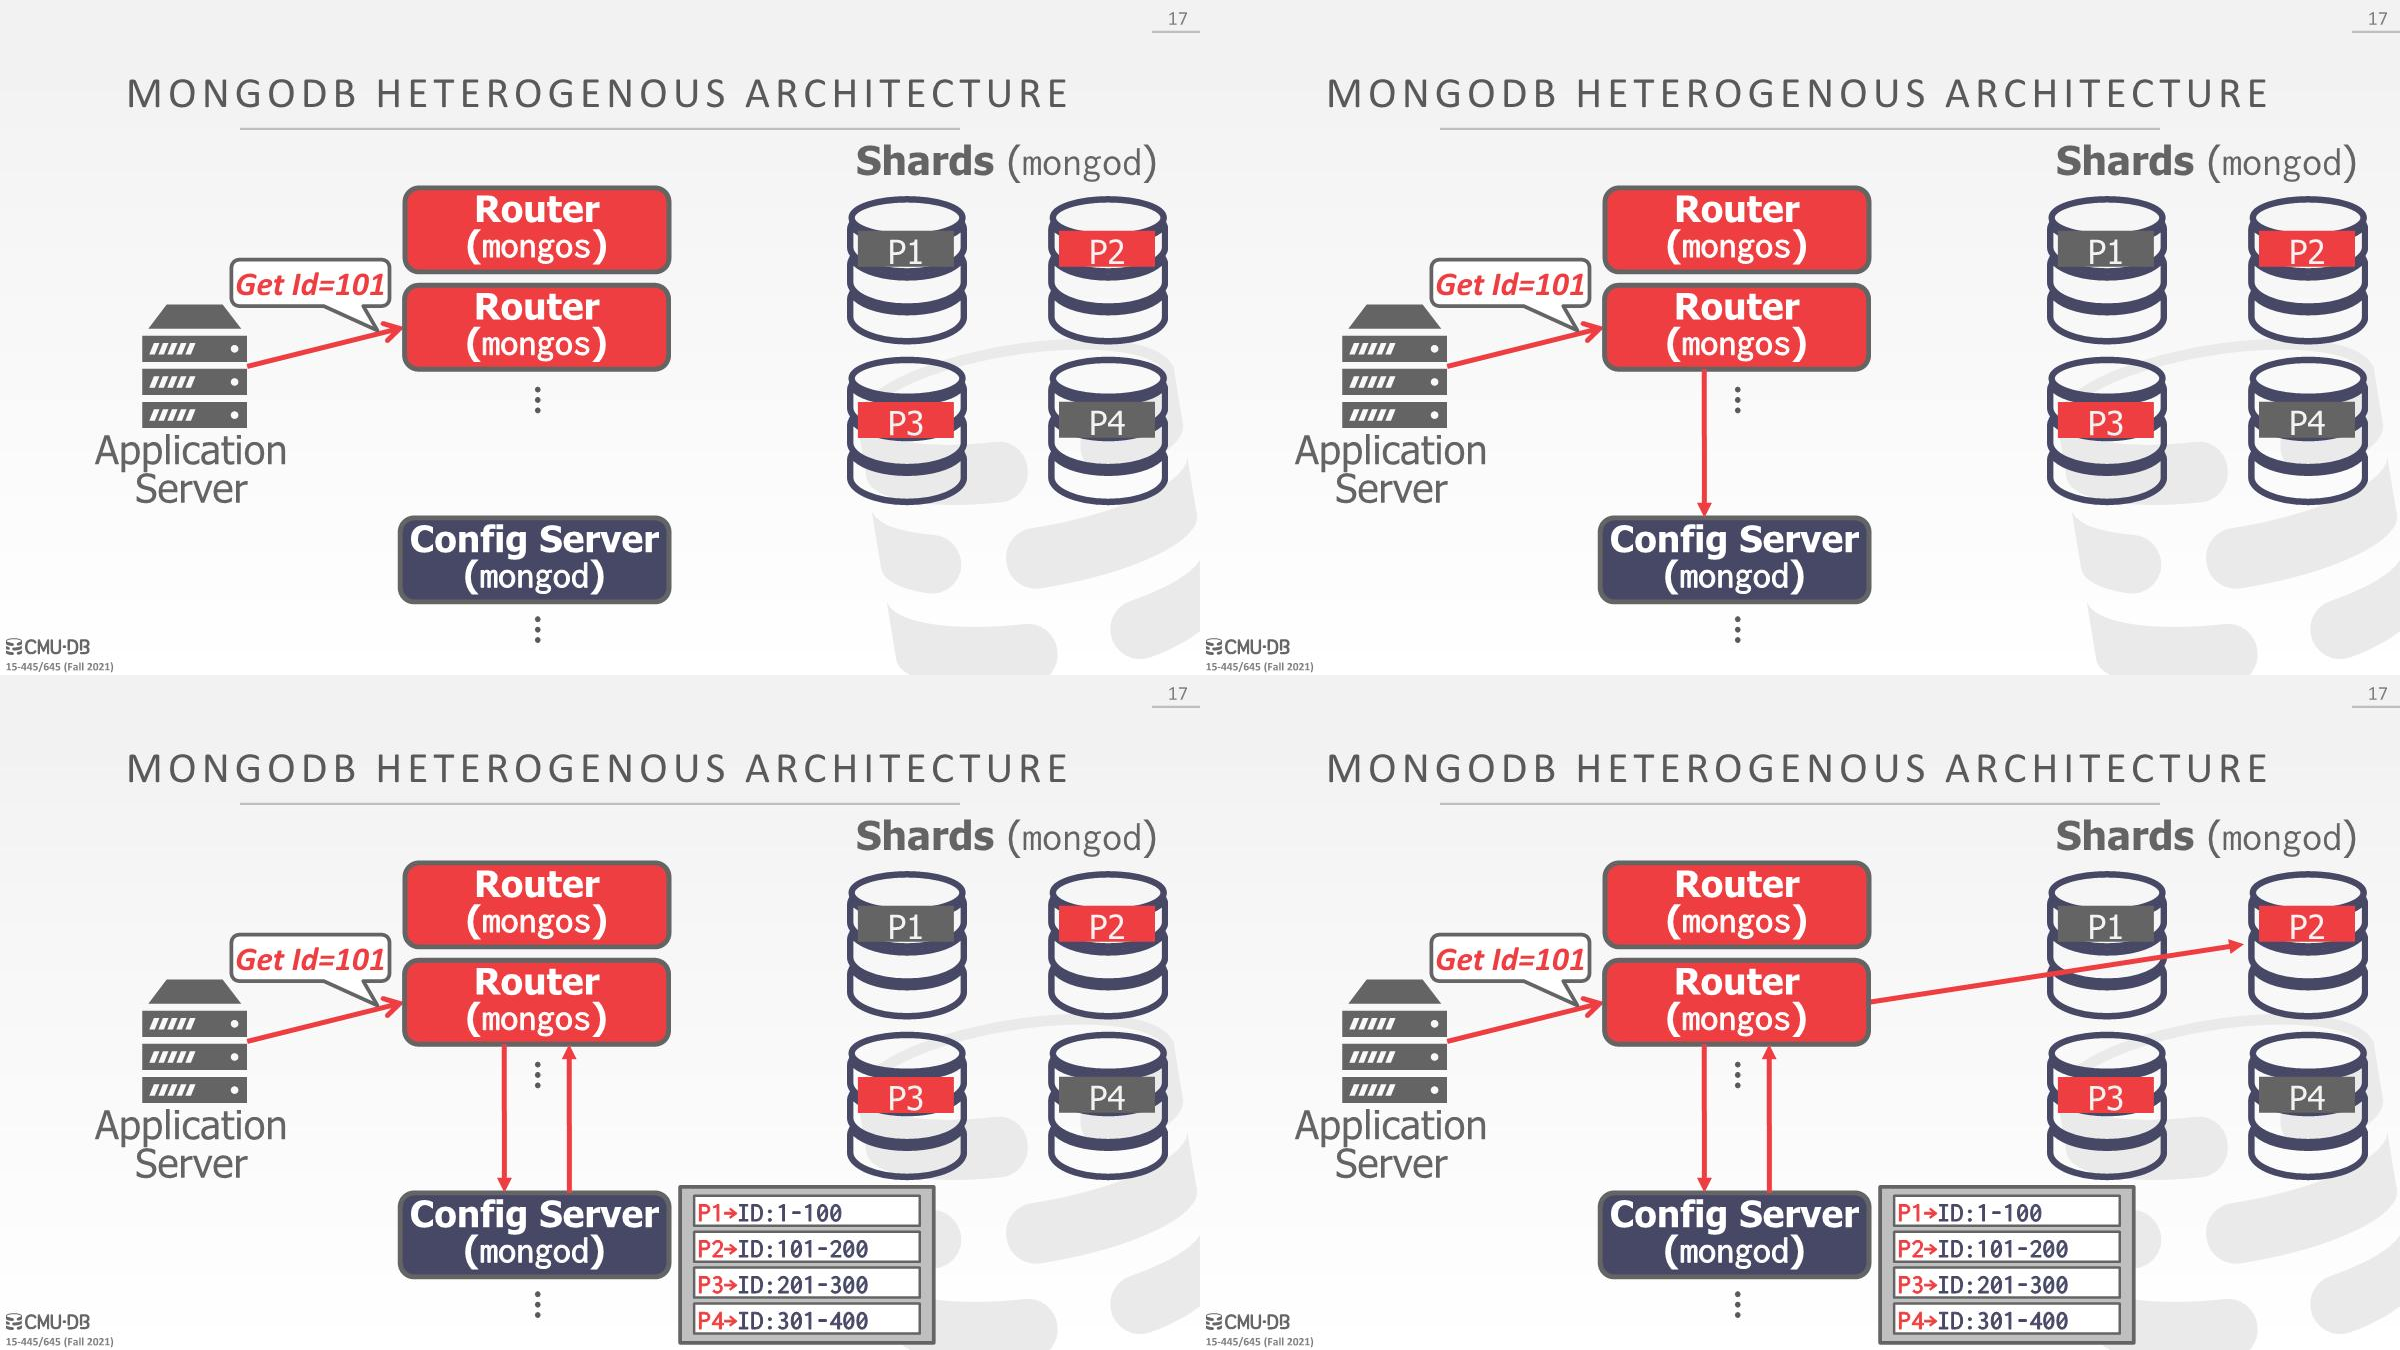 17
MONGODB HETEROGENOUS ARCHITECTURE
Shards (mongod)
Router
(mongos)
P1
P2
Get Id=101
Router
(mongos)
P3
P4
Application
Server
Config Server
(mongod)
CMU·DB
15-445/645 (Fall 2021)
17
MONGODB HETEROGENOUS ARCHITECTURE
Shards (mongod)
Router
(mongos)
P1
P2
Get Id=101
Router
(mongos)
P3
P4
Application
Server
Config Server
(mongod)
CMU·DB
15-445/645 (Fall 2021)
17
MONGODB HETEROGENOUS ARCHITECTURE
Shards (mongod)
Router
(mongos)
P1
P2
Get Id=101
Router
(mongos)
P3
P4
Application
Server
Config Server
(mongod)
P1→ID:1-100
P2→ID:101-200
P3→ID:201-300
P4→ID:301-400
CMU·DB
15-445/645 (Fall 2021)
17
MONGODB HETEROGENOUS ARCHITECTURE
Shards (mongod)
Router
(mongos)
P1
P2
Get Id=101
Router
(mongos)
P3
P4
Application
Server
Config Server
(mongod)
P1→ID:1-100
P2→ID:101-200
P3→ID:201-300
P4→ID:301-400
CMU·DB
15-445/645 (Fall 2021)